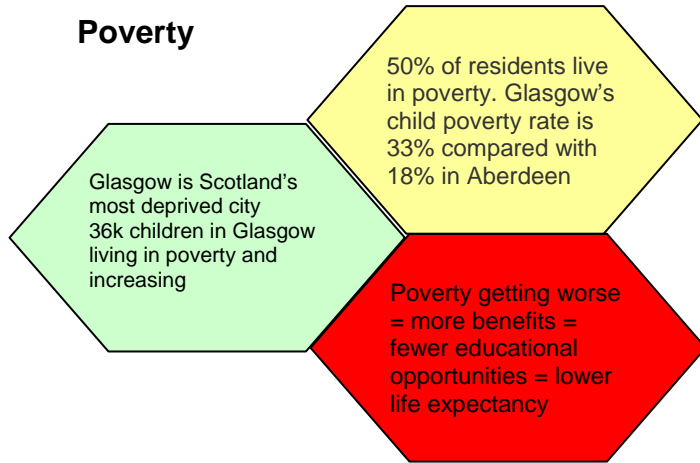 Poverty
50% of residents live
in poverty. Glasgow's
child poverty rate is
33% compared with
18% in Aberdeen
Glasgow is Scotland's
most deprived city
36k children in Glasgow
living in poverty and
increasing
Poverty getting worse
= more benefits =
fewer educational
opportunities = lower
life expectancy